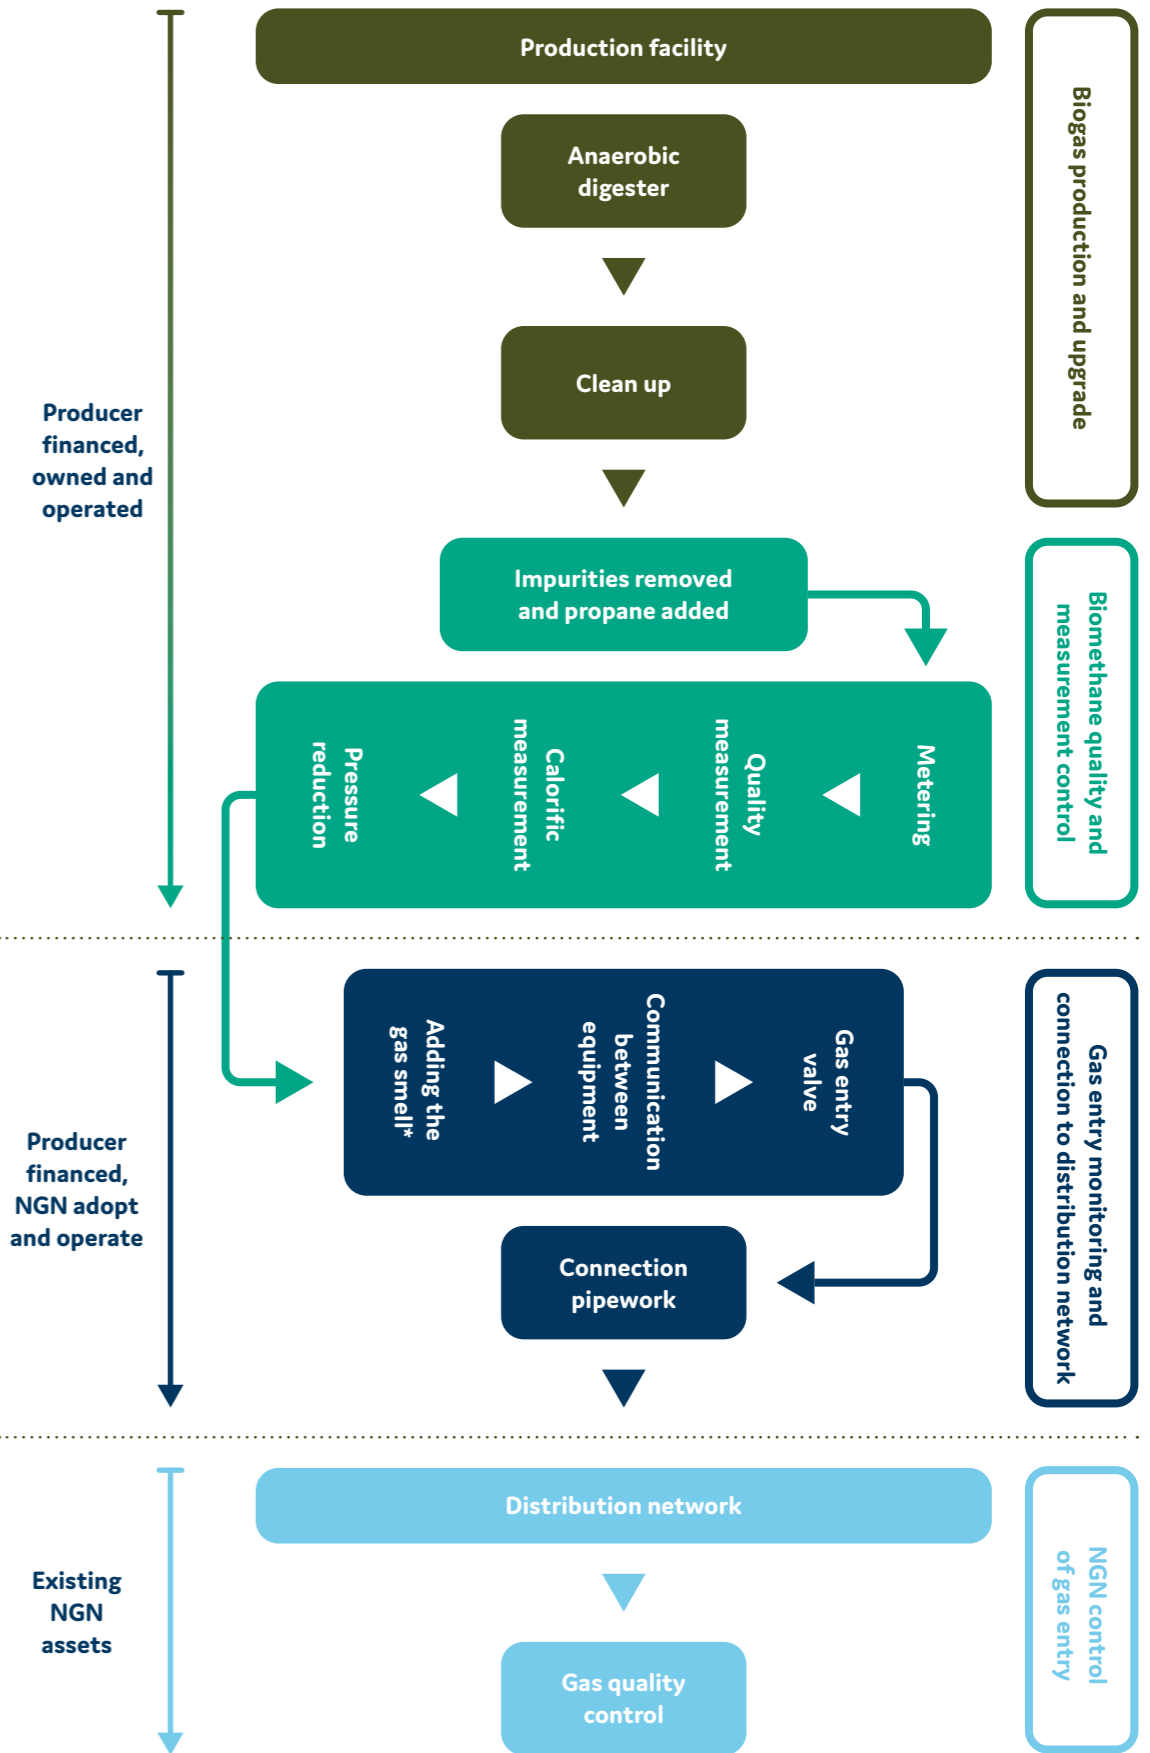 Production facility
Anaerobic
digester
Clean up
Biogas production and upgrade
Producer
financed,
owned and
operated
Impurities removed
and propane added
Biomethane quality and
measurement control
Metering
Quality
measurement
Calorific
measurement
Pressure
reduction
Producer
financed,
NGN adopt
and operate
Adding the
gas smell*
Communication
between
equipment
Gas entry
valve
Connection
pipework
Gas entry monitoring and
connection to distribution network
Existing
NGN
assets
Distribution network
Gas quality
control
NGN control
of gas entry